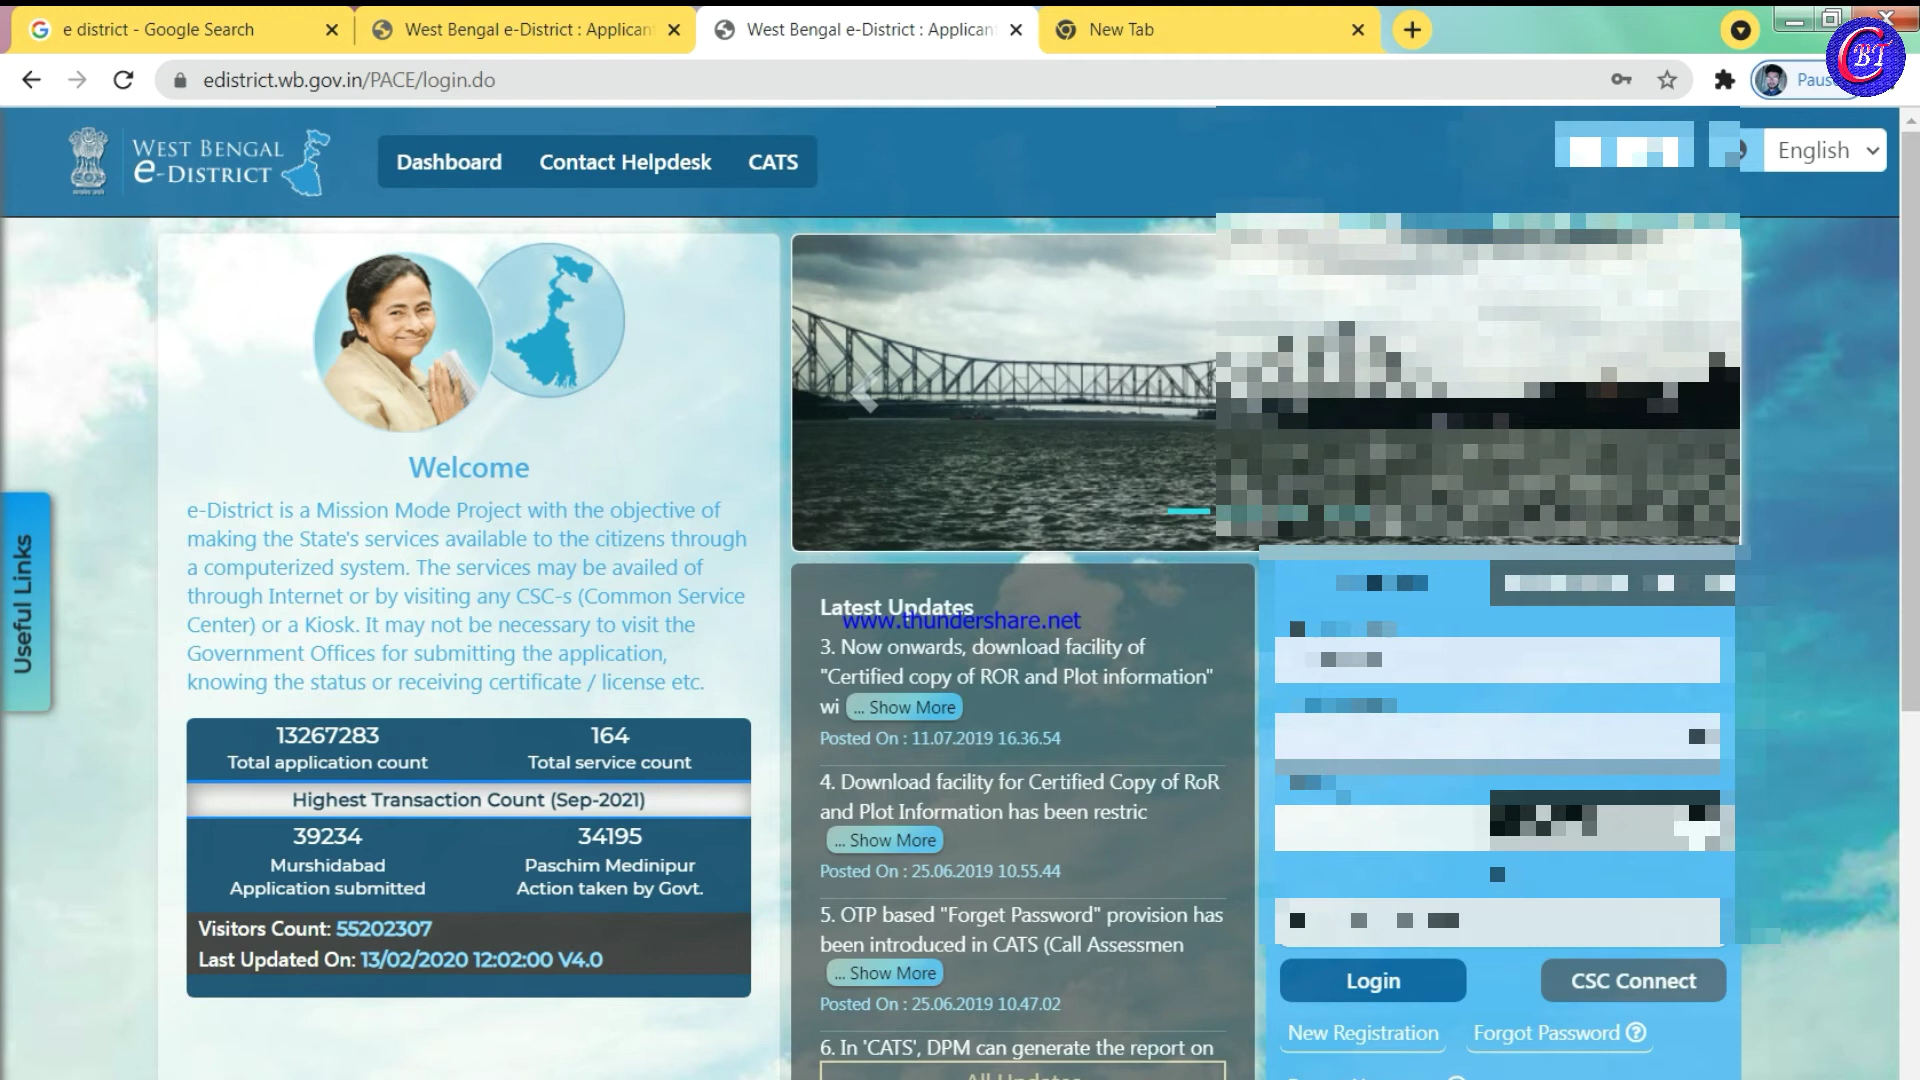 e district - Google Search
West Bengal e-District : Applican
West Bengal e-District : Applican
New Tab
CBT
edistrict.wb.gov.in/PACE/login.do
Paus
WEST BENGAL
e-DISTRICT
Dashboard
Contact Helpdesk
CATS
English
Useful Links
Welcome
e-District is a Mission Mode Project with the objective of
making the State's services available to the citizens through
a computerized system. The services may be availed of
through Internet or by visiting any CSC-s (Common Service
Center) or a Kiosk. It may not be necessary to visit the
Government Offices for submitting the application,
knowing the status or receiving certificate / license etc.
13267283
Total application count
164
Total service count
Highest Transaction Count (Sep-2021)
39234
Murshidabad
Application submitted
34195
Paschim Medinipur
Action taken by Govt.
Visitors Count: 55202307
Last Updated On: 13/02/2020 12:02:00 V4.0
Latest Updates
www.thundershare.net
3. Now onwards, download facility of
"Certified copy of ROR and Plot information"
wi ... Show More
Posted On : 11.07.2019 16.36.54
4. Download facility for Certified Copy of RoR
and Plot Information has been restric
... Show More
Posted On : 25.06.2019 10.55.44
5. OTP based "Forget Password" provision has
been introduced in CATS (Call Assessmen
... Show More
Posted On : 25.06.2019 10.47.02
6. In 'CATS', DPM can generate the report on
All Updates
Login
CSC Connect
New Registration
Forgot Password